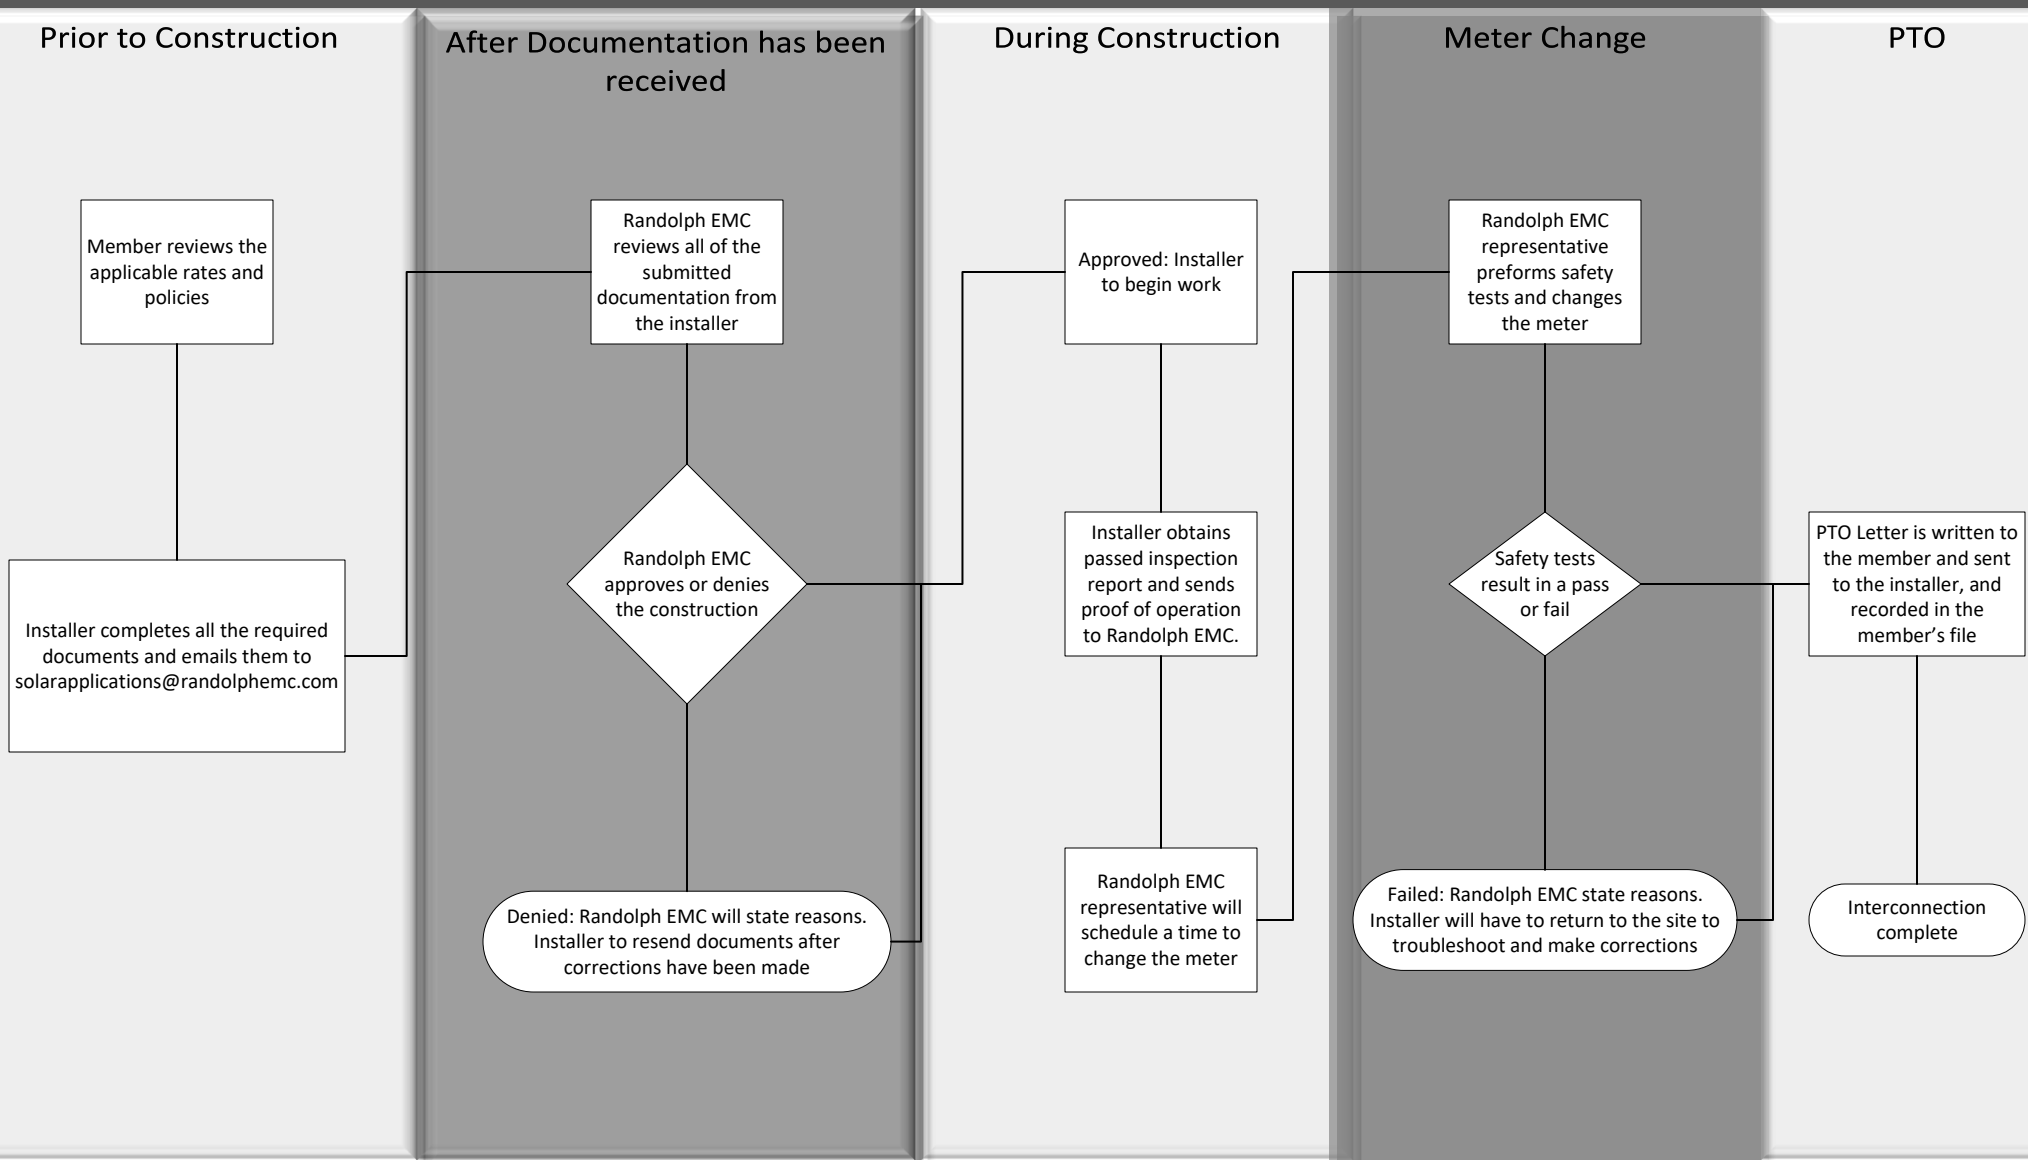 Prior to Construction
Member reviews the
applicable rates and
policies
Installer completes all the required
documents and emails them to
solarapplications@randolphemc.com
After Documentation has been
received
Randolph EMC
reviews all of the
submitted
documentation from
the installer
Randolph EMC
approves or denies
the construction
Denied: Randolph EMC will state reasons.
Installer to resend documents after
corrections have been made
During Construction
Approved: Installer
to begin work
Installer obtains
passed inspection
report and sends
proof of operation
to Randolph EMC.
Randolph EMC
representative will
schedule a time to
change the meter
Meter Change
Randolph EMC
representative
preforms safety
tests and changes
the meter
Safety tests
result in a pass
or fail
Failed: Randolph EMC state reasons.
Installer will have to return to the site to
troubleshoot and make corrections
PTO
PTO Letter is written to
the member and sent
to the installer, and
recorded in the
member’s file
Interconnection
complete